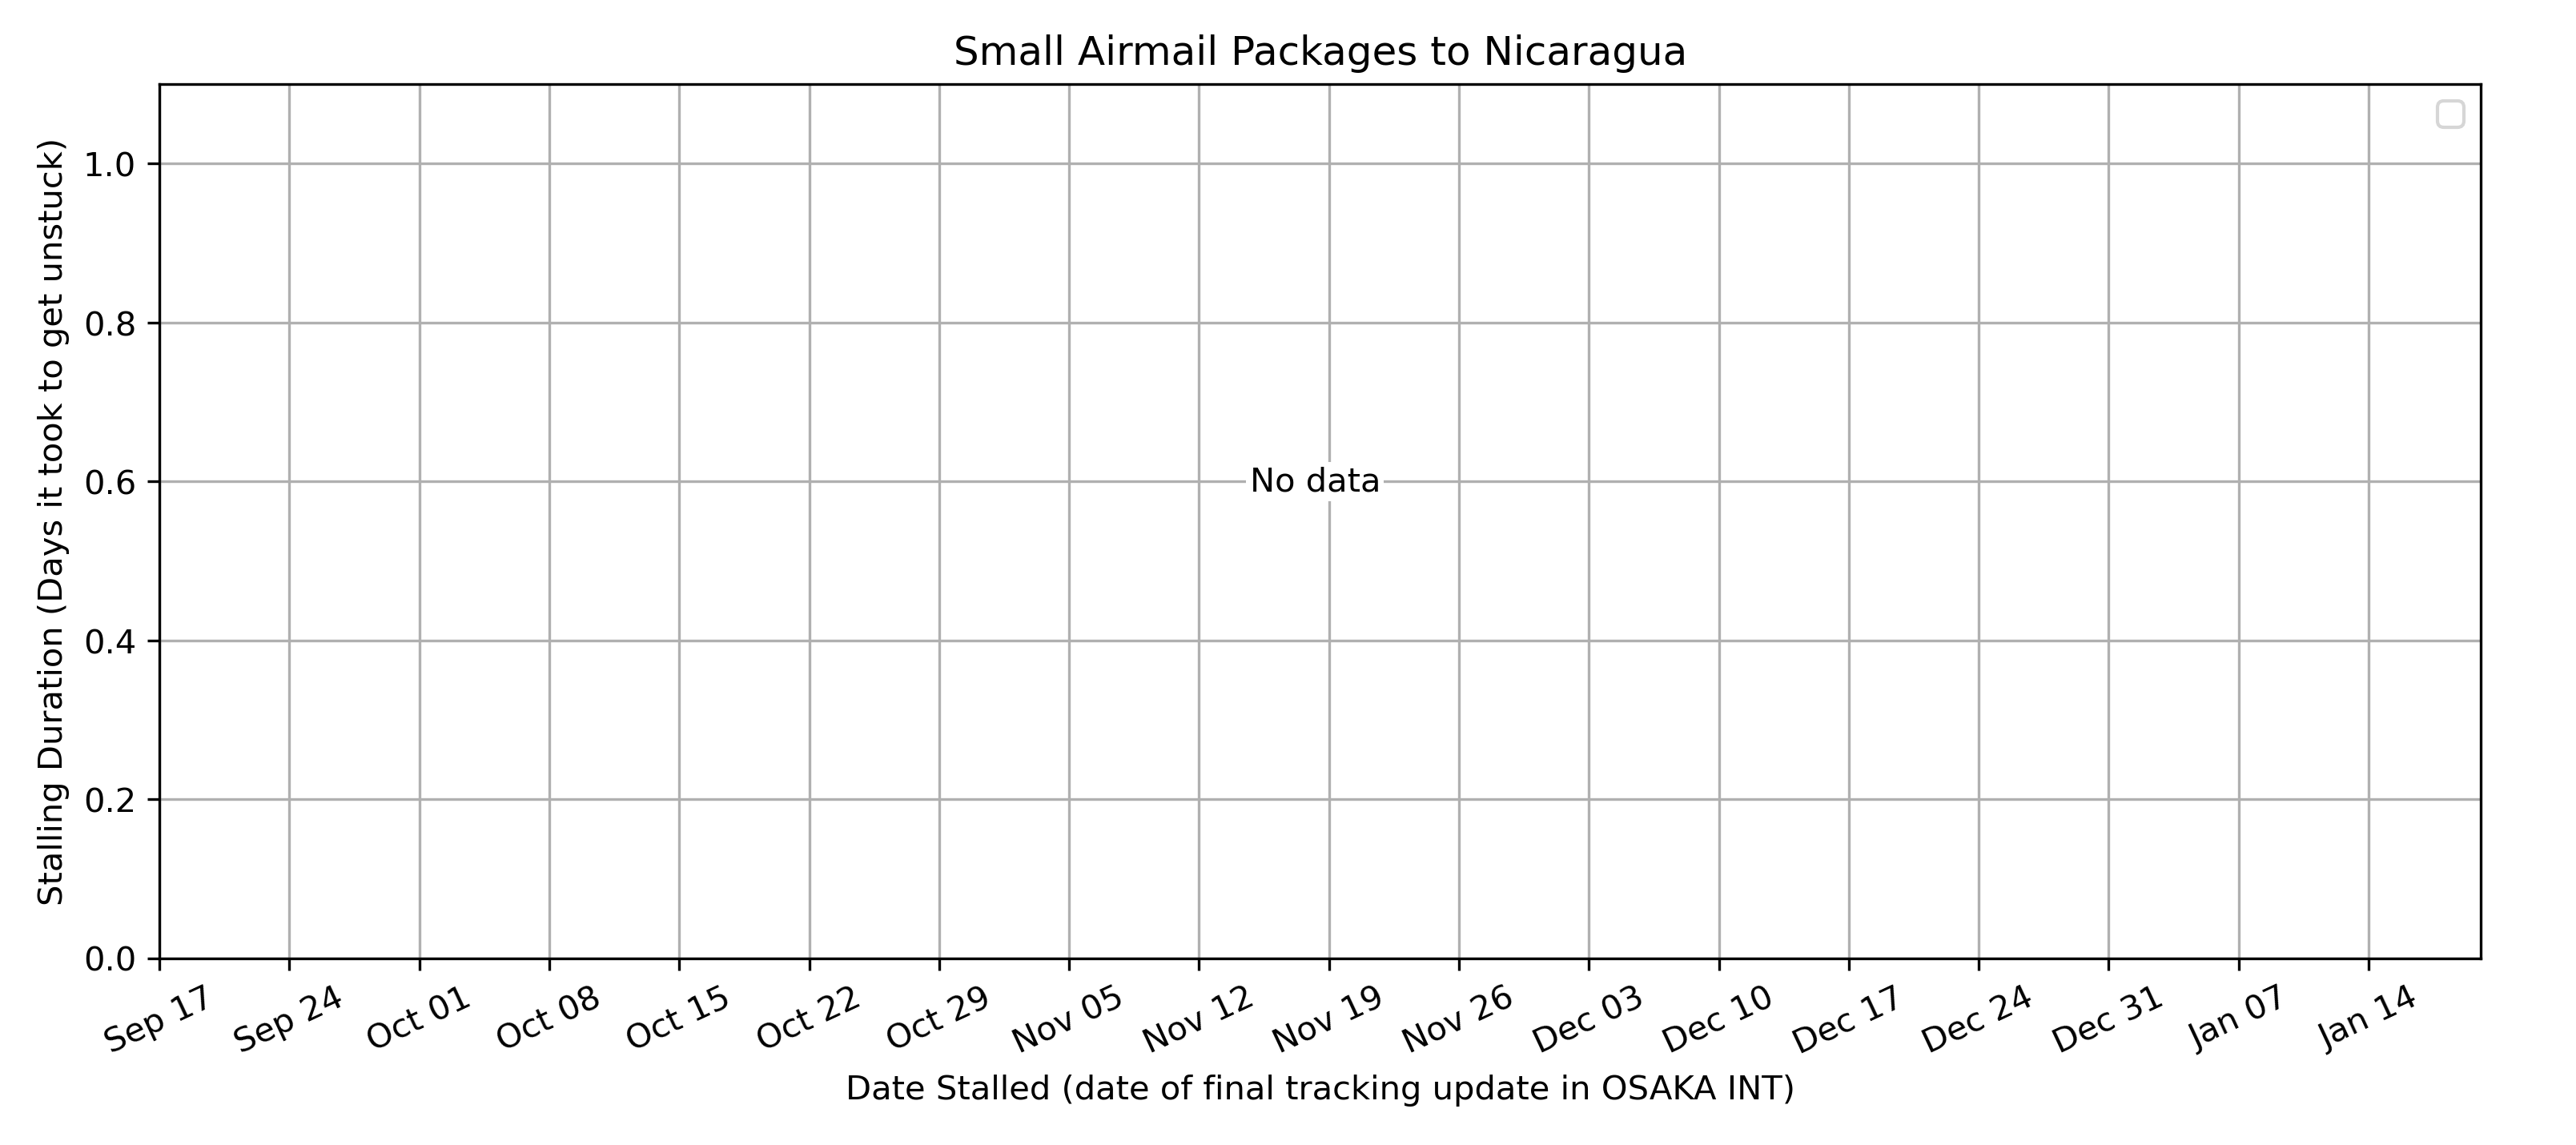 Small Airmail Packages to Nicaragua
Stalling Duration (Days it took to get unstuck)
1.0
0.8
0.6
0.4
0.2
0.0
No data
Sep 17 Sep 24 Oct 01 Oct 08 Oct 15 Oct 22 Oct 29 Nov 05 Nov 12 Nov 19 Nov 26 Dec 03 Dec 10 Dec 17 Dec 24 Dec 31 Jan 07 Jan 14
Date Stalled (date of final tracking update in OSAKA INT)